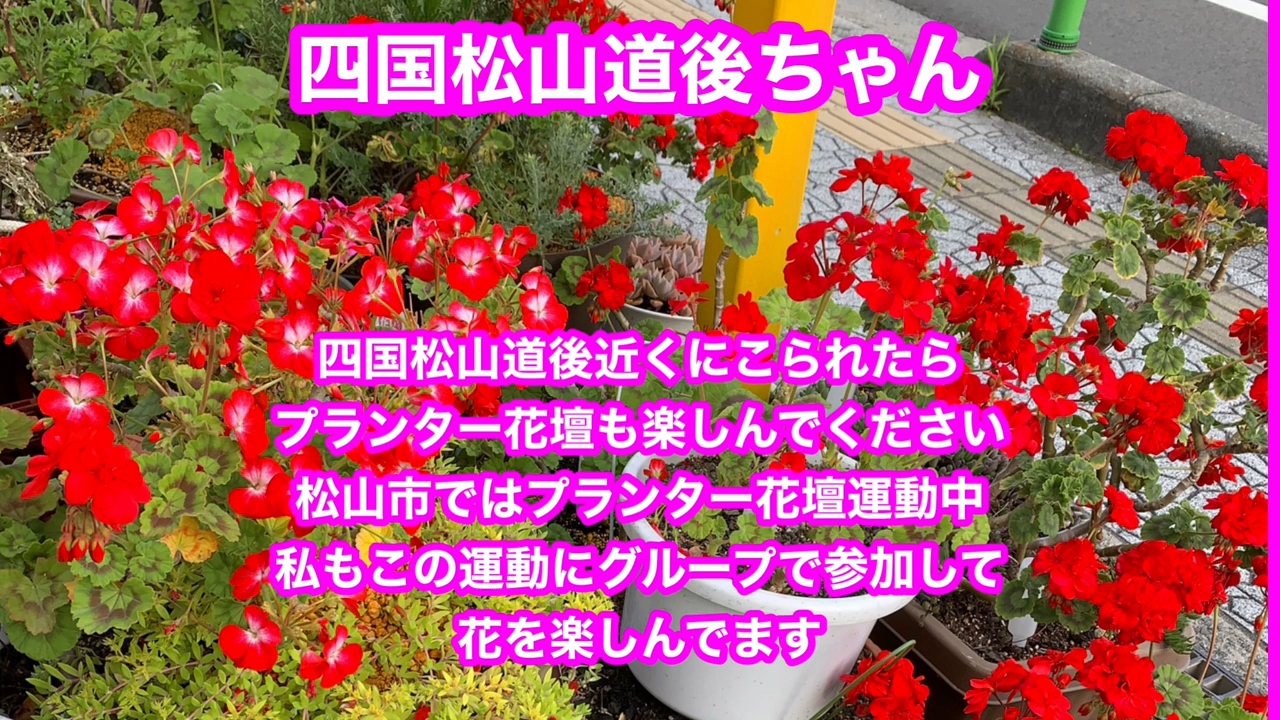 四国松山道後ちゃん
四国松山道後近くにこられたら
プランター花壇も楽しんでください
松山市ではプランター花壇運動中
私もこの運動にグループで参加して
花を楽しんでます